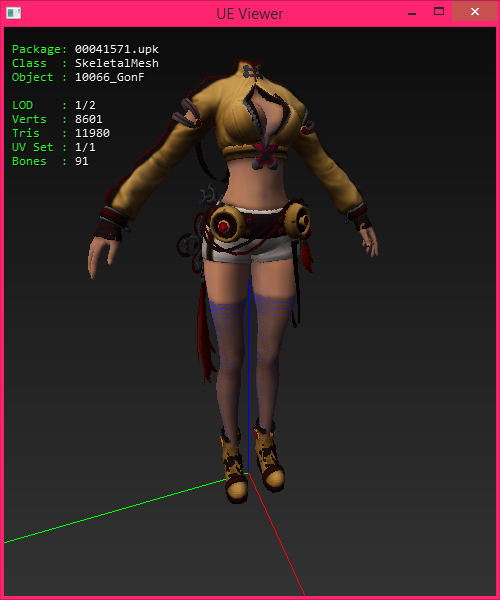 UE Viewer
Package: 00041571.upk
Class  : SkeletalMesh
Object : 10066_GonF
LOD    : 1/2
Verts  : 8601
Tris   : 11980
UV Set : 1/1
Bones  : 91